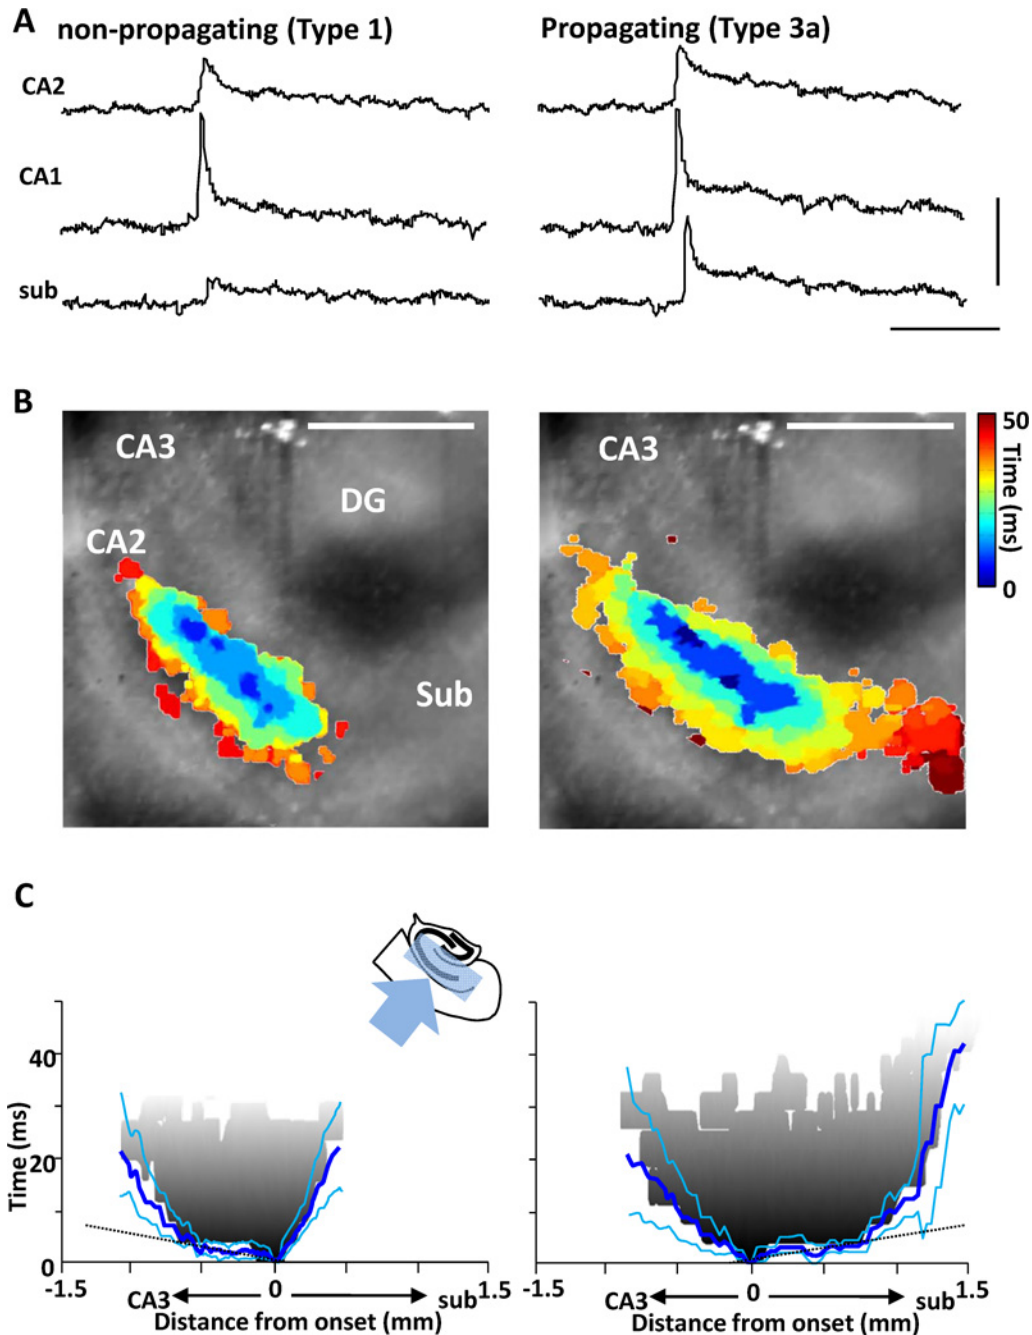 A
non-propagating (Type 1)
Propagating (Type 3a)
CA2
CA1
sub
B
CA3
DG
CA2
Sub
CA3
50
Time (ms)
0
C
40
20
0
Time (ms)
-1.5
0
1.5
CA3
sub
Distance from onset (mm)
-1.5
0
1.5
CA3
sub
Distance from onset (mm)